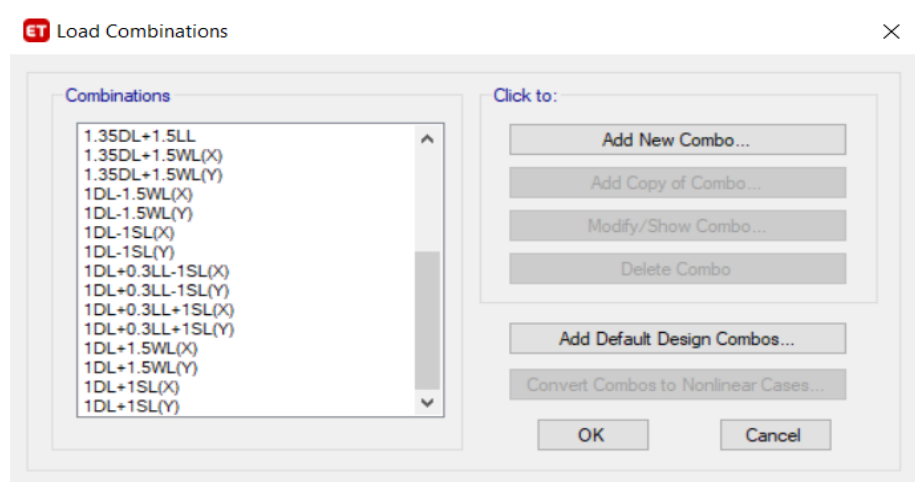 ET Load Combinations
Combinations
1.35DL+1.5LL
1.35DL+1.5WL(X)
1.35DL+1.5WL(Y)
1DL-1.5WL(X)
1DL-1.5WL(Y)
1DL-1SL(X)
1DL-1SL(Y)
1DL+0.3LL-1SL(X)
1DL+0.3LL-1SL(Y)
1DL+0.3LL+1SL(X)
1DL+0.3LL+1SL(Y)
1DL+1.5WL(X)
1DL+1.5WL(Y)
1DL+1SL(X)
1DL+1SL(Y)
Click to:
Add New Combo...
Add Copy of Combo...
Modify/Show Combo...
Delete Combo
Add Default Design Combos...
Convert Combos to Nonlinear Cases...
OK Cancel